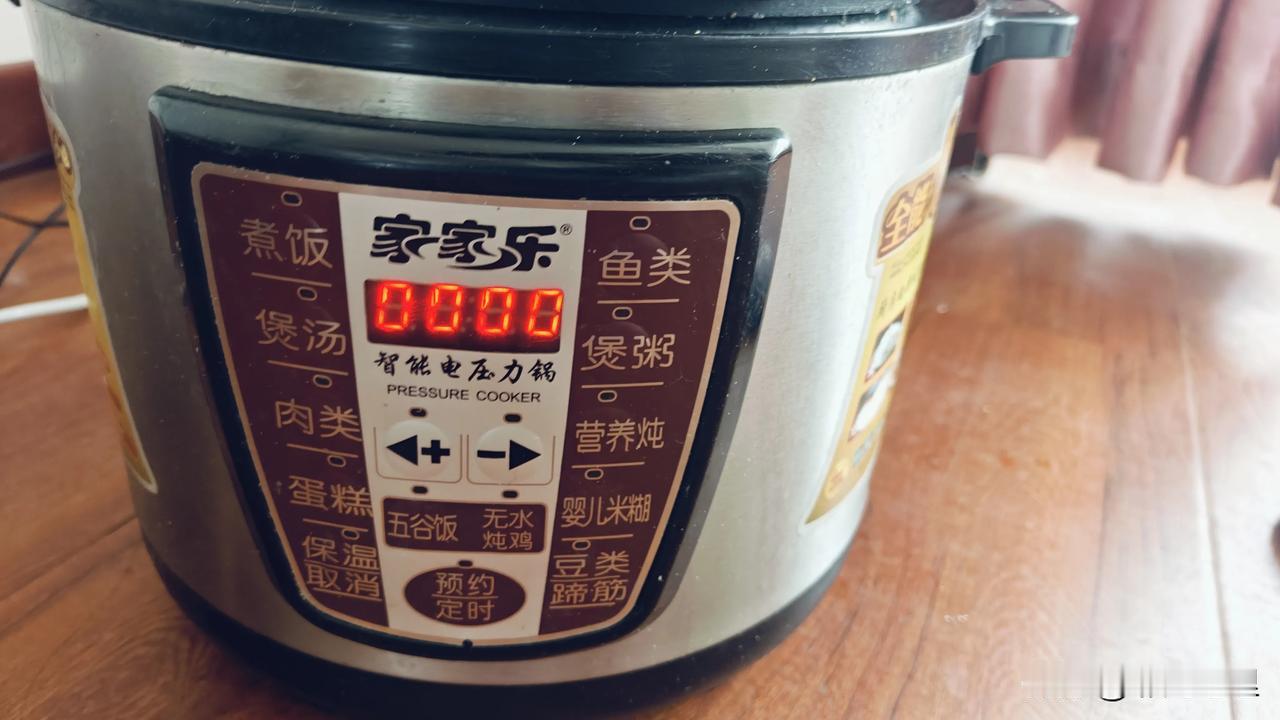 家家乐®
0000
智能电压力锅
PRESSURE COOKER
煮饭
煲汤
肉类
蛋糕
保温
取消
+
−
五谷饭
无水
炖鸡
预约
定时
鱼类
煲粥
营养炖
婴儿米糊
豆类
蹄筋
全能